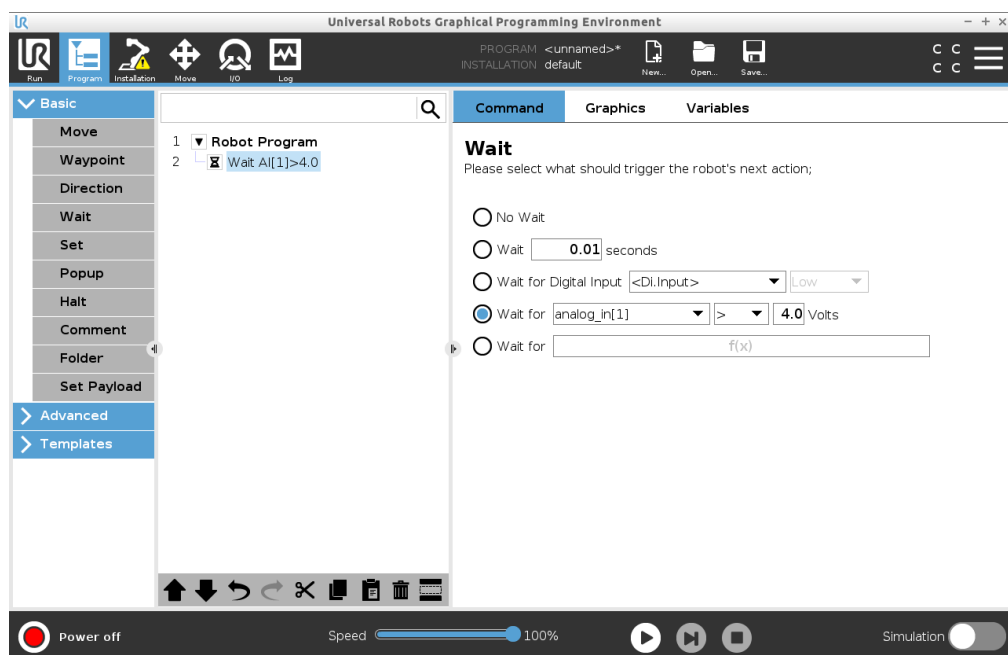 Universal Robots Graphical Programming Environment
UR
Run
Program
Installation
Move
I/O
Log
PROGRAM <unnamed>*
INSTALLATION default
New...
Open...
Save...
C C
C C
Basic
Move
Waypoint
Direction
Wait
Set
Popup
Halt
Comment
Folder
Set Payload
Advanced
Templates
1 Robot Program
2 Wait AI[1]>4.0
Command Graphics Variables
Wait
Please select what should trigger the robot's next action;
No Wait
Wait 0.01 seconds
Wait for Digital Input <Di.Input> Low
Wait for analog_in[1] > 4.0 Volts
Wait for f(x)
Power off
Speed 100%
Simulation